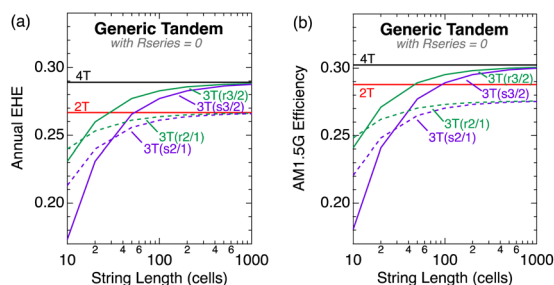 (a)
Generic Tandem
with Rseries = 0
4T
3T(r3/2)
3T(s3/2)
2T
3T(r2/1)
3T(s2/1)
0.30
0.25
0.20
Annual EHE
10
2
4
6
100
2
4
6
1000
String Length (cells)
(b)
Generic Tandem
with Rseries = 0
4T
3T(r3/2)
2T
3T(s3/2)
3T(r2/1)
3T(s2/1)
0.30
0.25
0.20
AM1.5G Efficiency
10
2
4
6
100
2
4
6
1000
String Length (cells)